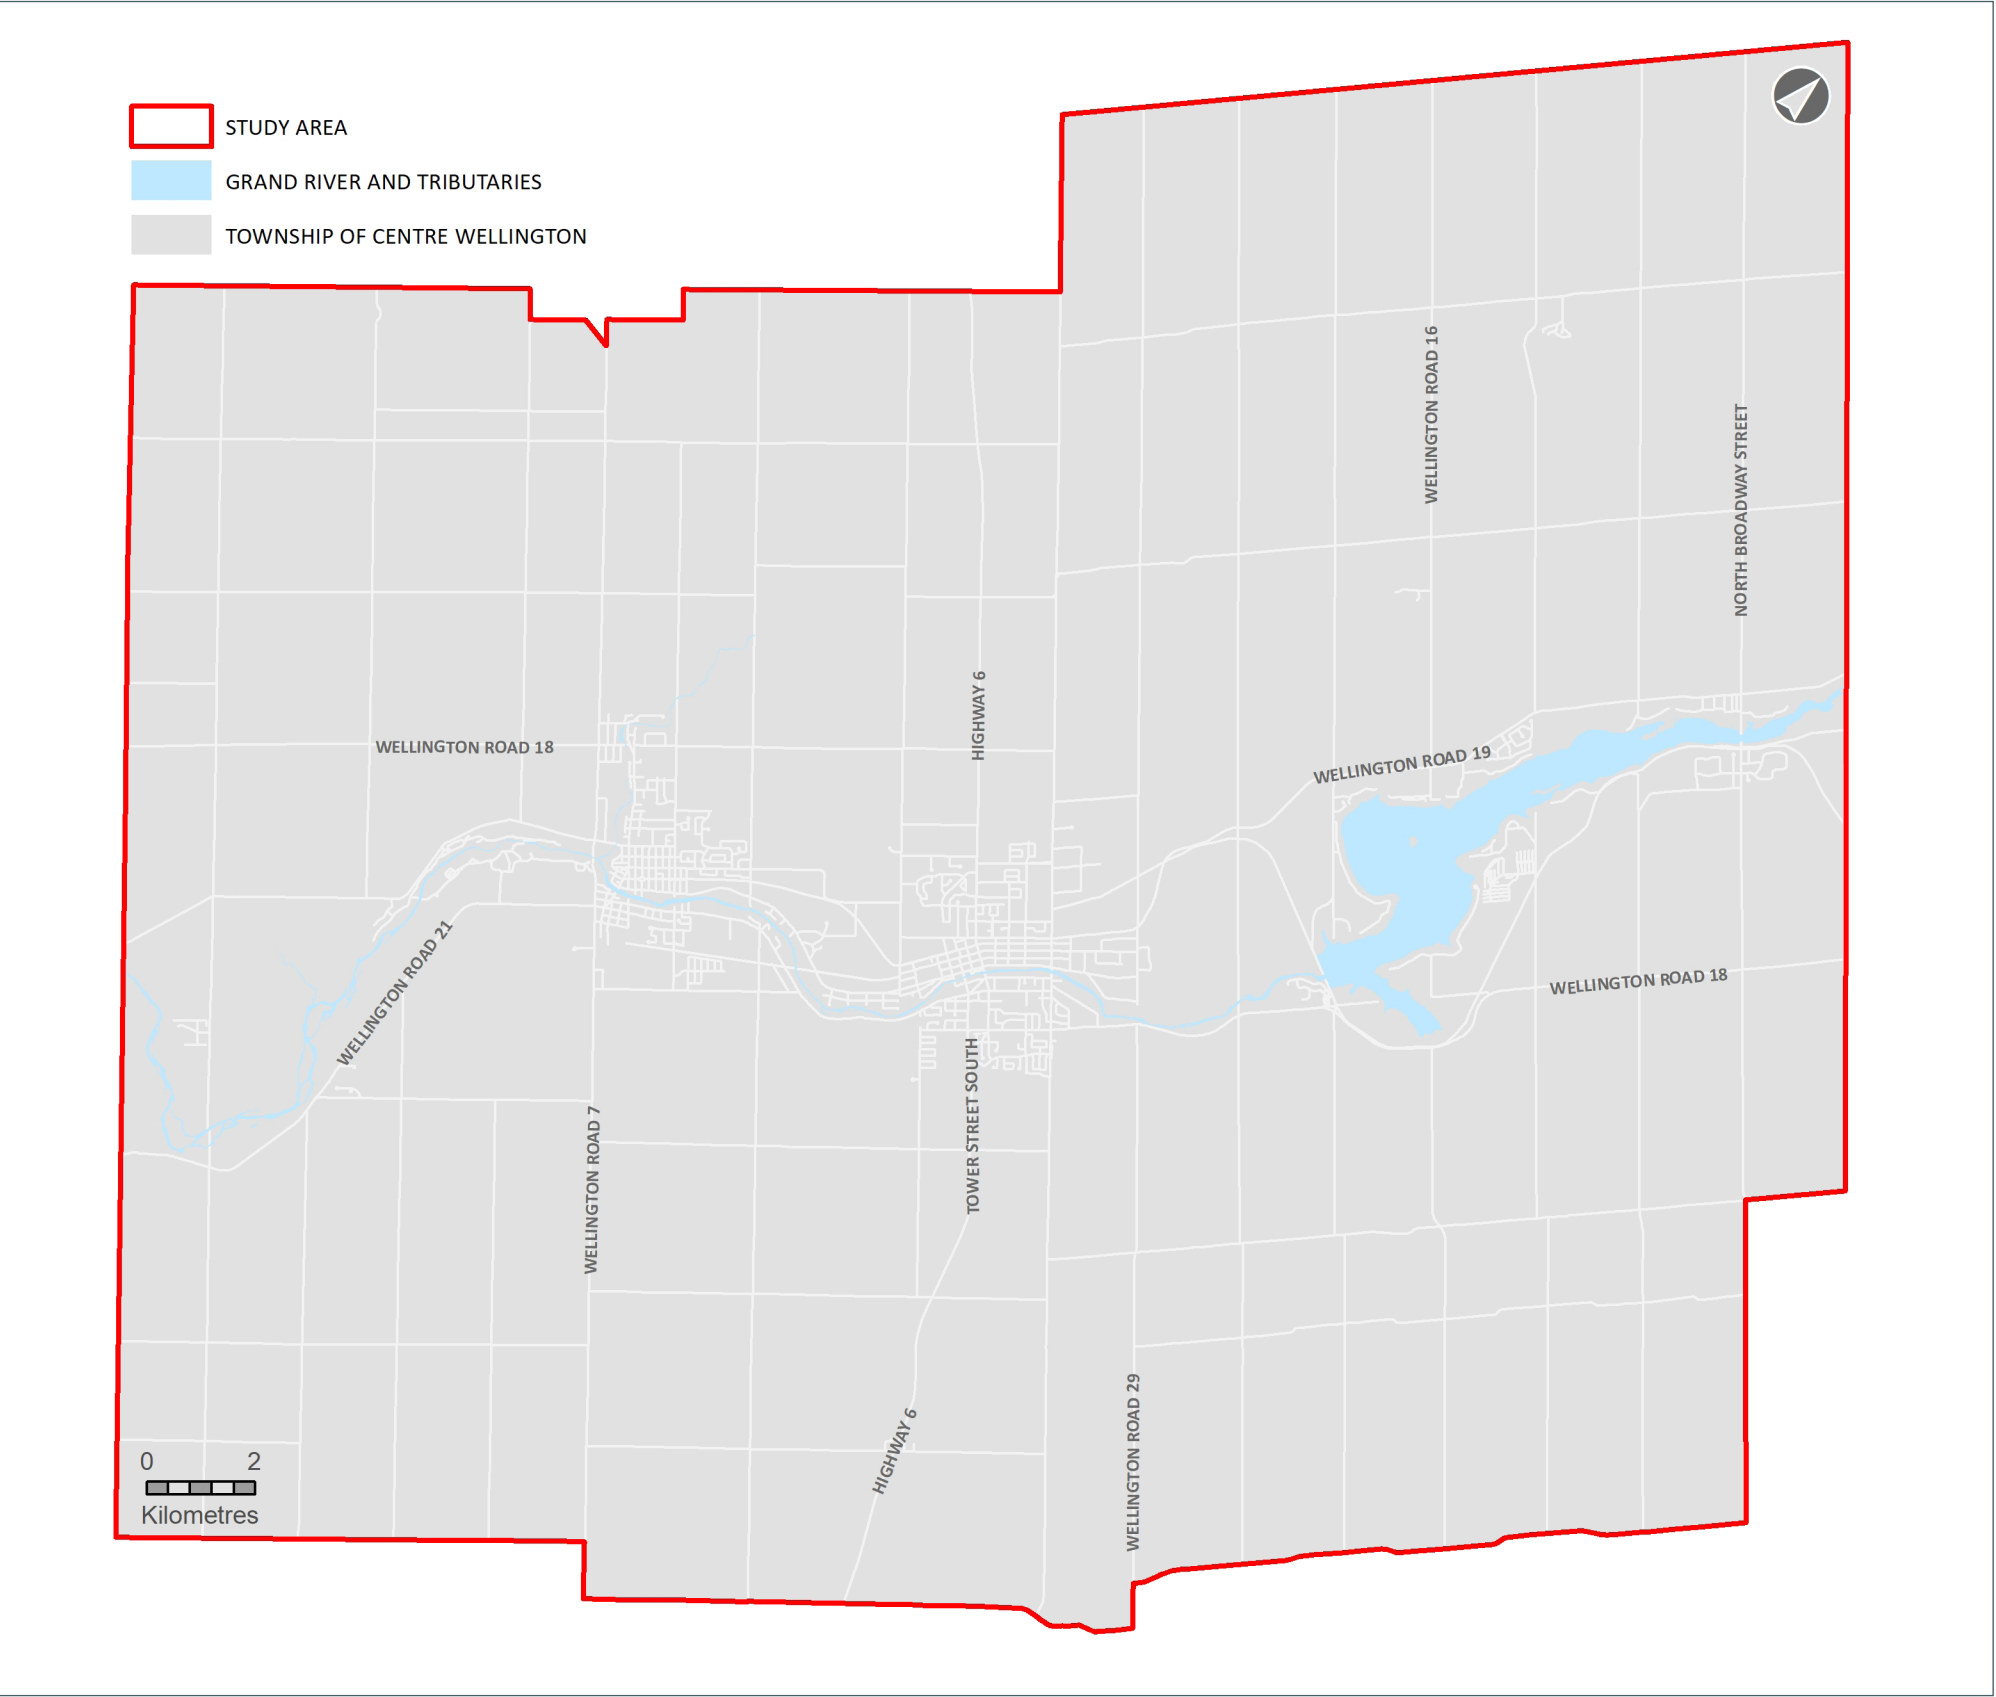 STUDY AREA
GRAND RIVER AND TRIBUTARIES
TOWNSHIP OF CENTRE WELLINGTON
WELLINGTON ROAD 16
NORTH BROADWAY STREET
HIGHWAY 6
WELLINGTON ROAD 18
WELLINGTON ROAD 19
WELLINGTON ROAD 21
WELLINGTON ROAD 18
TOWER STREET SOUTH
WELLINGTON ROAD 7
WELLINGTON ROAD 29
HIGHWAY 6
0 2
Kilometres